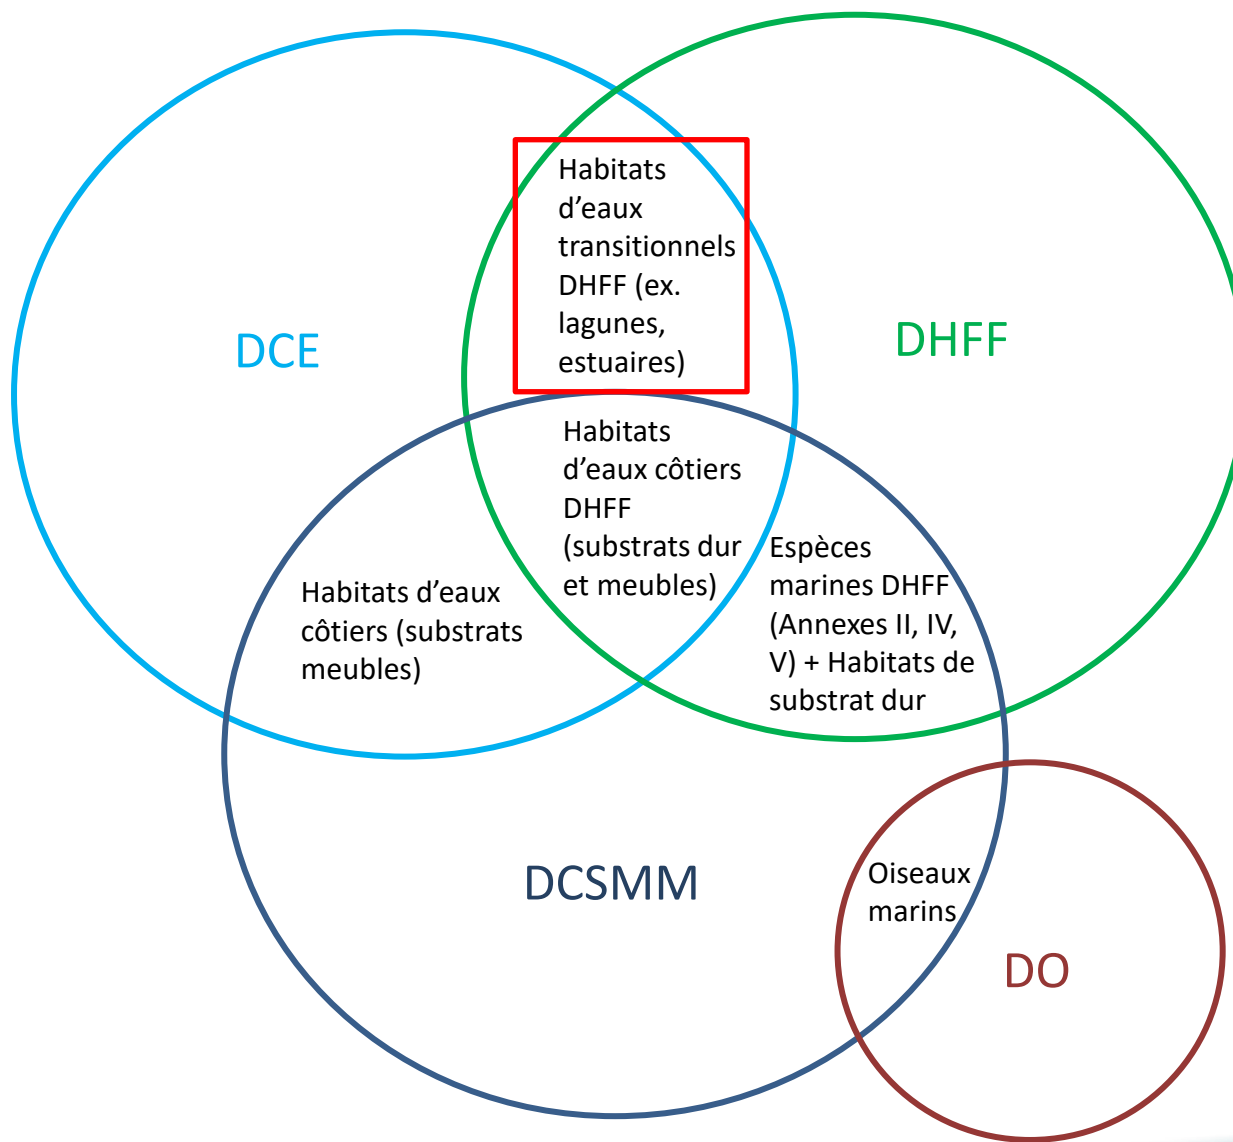 Habitats
d’eaux
transitionnels
DHFF (ex.
lagunes,
estuaires)
DCE
DHFF
Habitats
d’eaux côtiers
DHFF
(substrats dur
et meubles)
Espèces
marines DHFF
(Annexes II, IV,
V) + Habitats de
substrat dur
Habitats d’eaux
côtiers (substrats
meubles)
DCSMM
Oiseaux
marins
DO